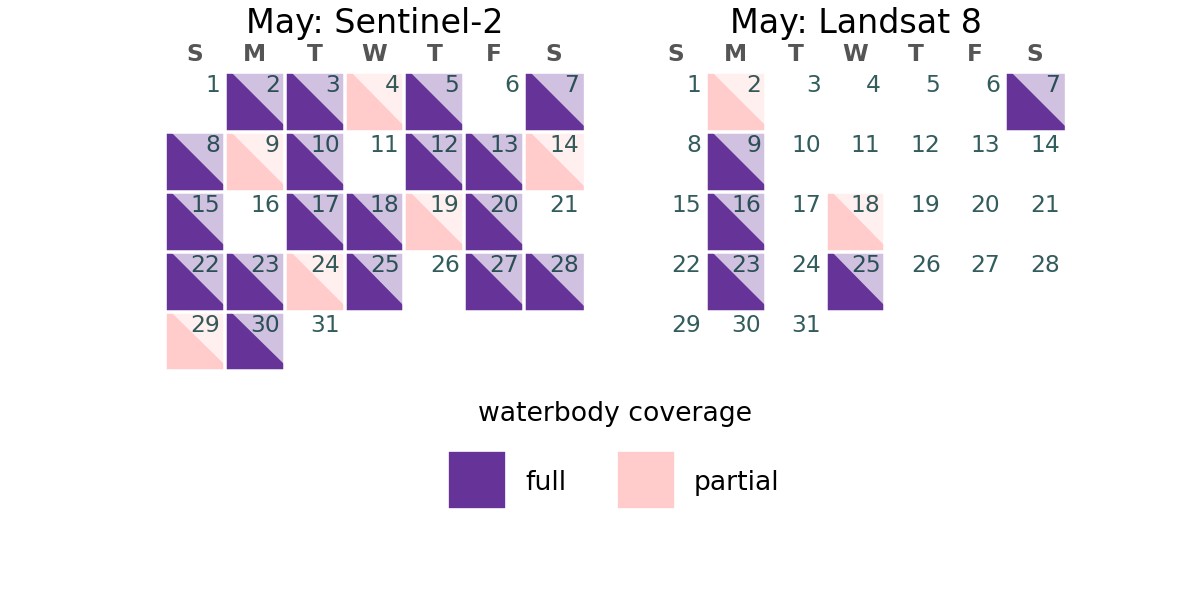 May: Sentinel-2
S M T W T F S
1 2 3 4 5 6 7
8 9 10 11 12 13 14
15 16 17 18 19 20 21
22 23 24 25 26 27 28
29 30 31
May: Landsat 8
S M T W T F S
1 2 3 4 5 6 7
8 9 10 11 12 13 14
15 16 17 18 19 20 21
22 23 24 25 26 27 28
29 30 31
waterbody coverage
full partial